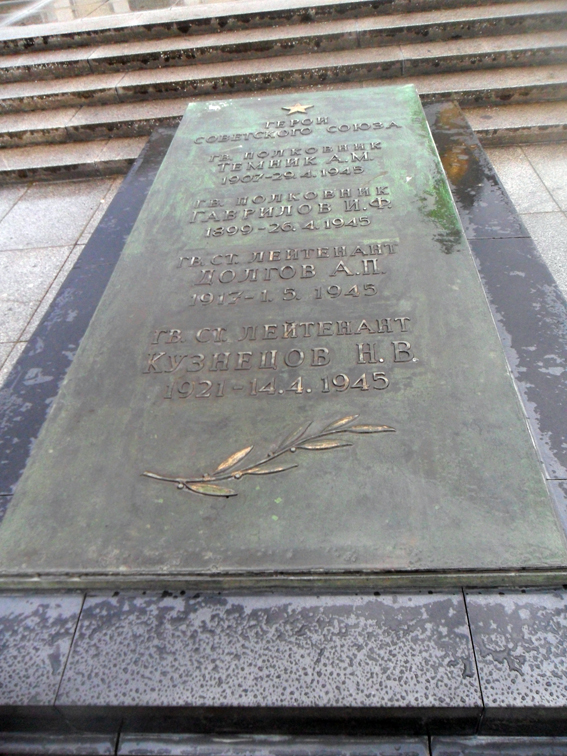 ГЕРОИ
СОВЕТСКОГО СОЮЗА
ГВ. ПОЛКОВНИК
ТЕМНИК А.М.
1907-29.4.1945
ГВ. ПОЛКОВНИК
ГАВРИЛОВ И.Ф.
1899-26.4.1945
ГВ. СТ. ЛЕЙТЕНАНТ
ДОЛГОВ А.П.
1917-1.5.1945
ГВ. СТ. ЛЕЙТЕНАНТ
КУЗНЕЦОВ Н.В.
1921-14.4.1945